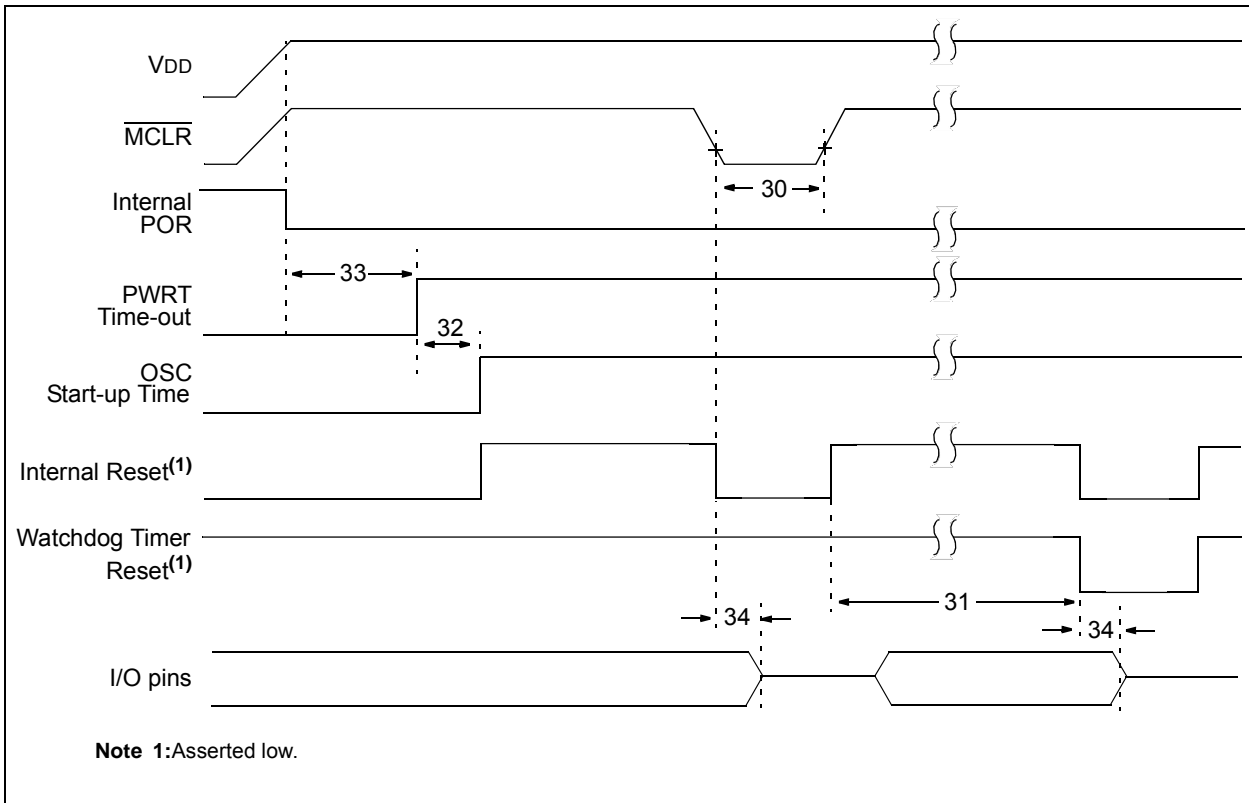 VDD
MCLR
30
Internal
POR
33
PWRT
Time-out
32
OSC
Start-up Time
Internal Reset(1)
Watchdog Timer
Reset(1)
31
34
34
I/O pins
Note 1:Asserted low.